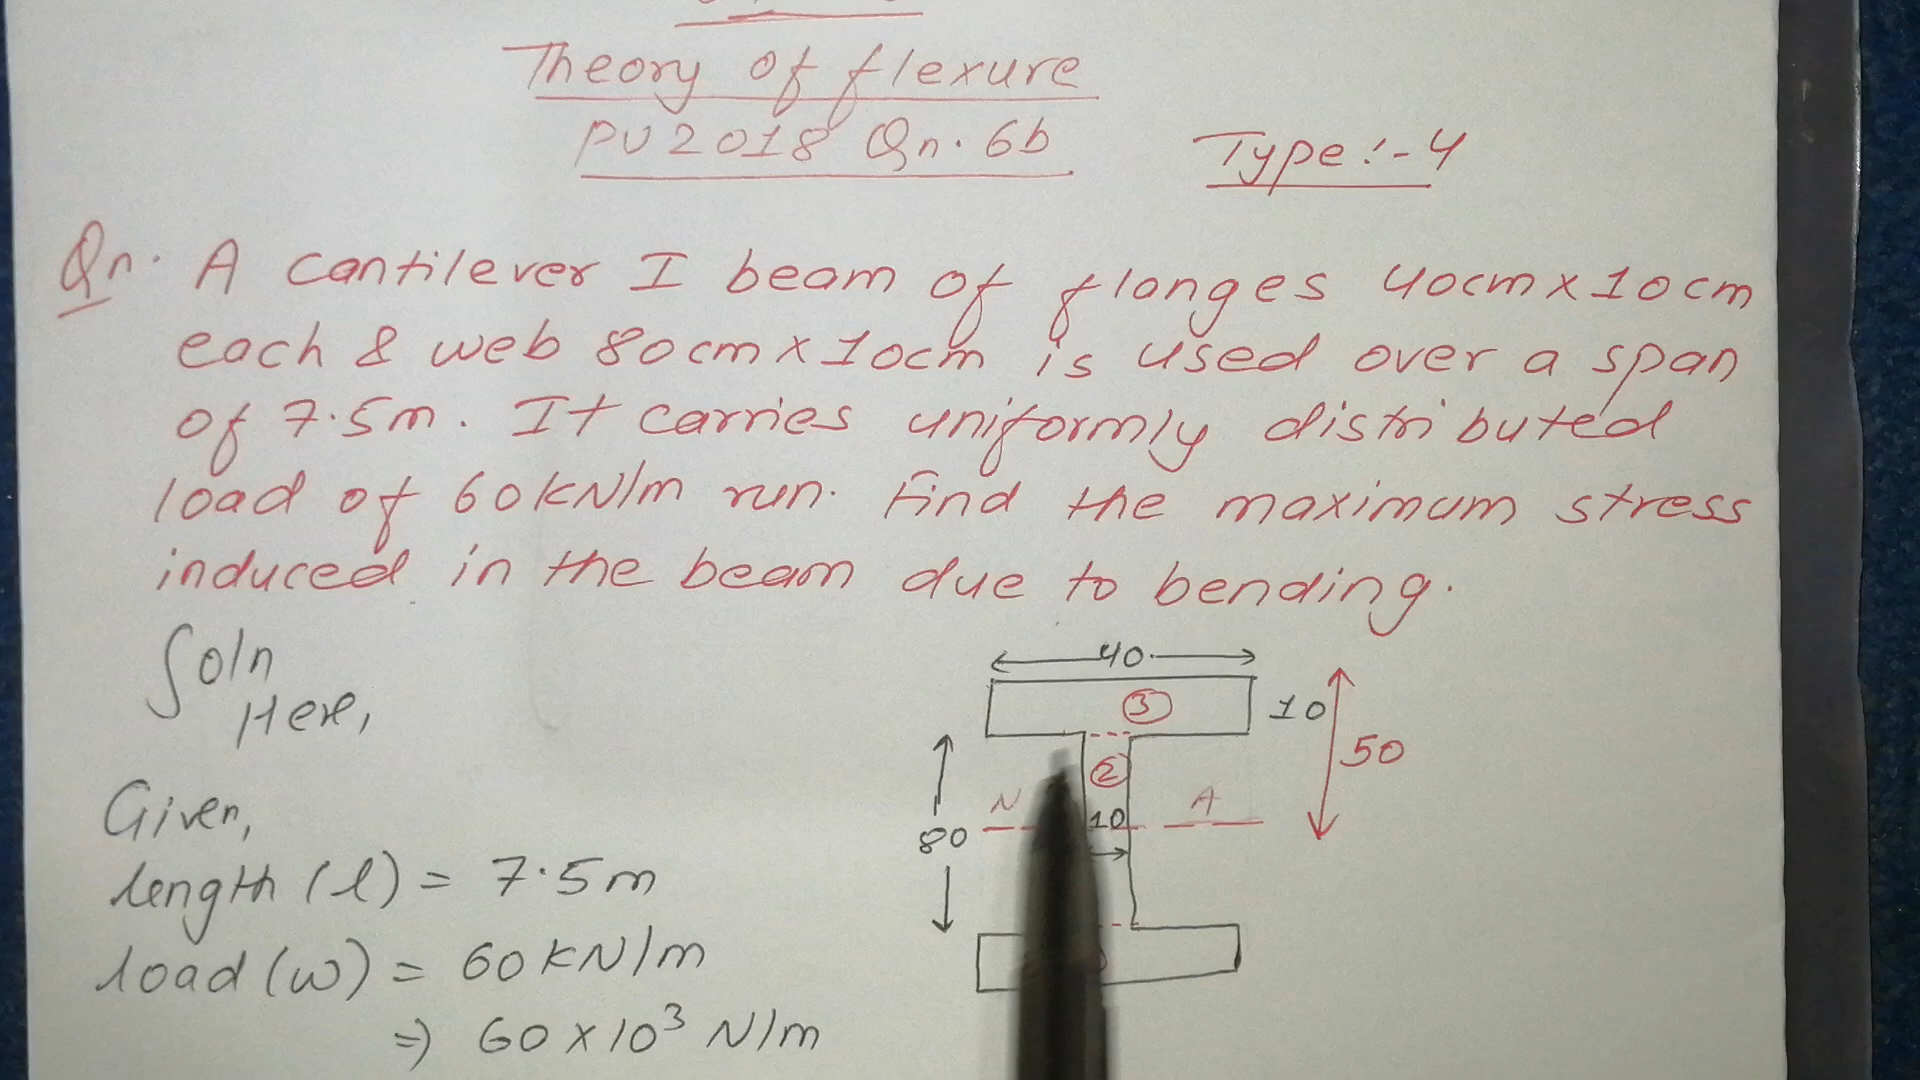 Theory of flexure
PU 2018 Qn. 6b
Type:-4
Qn. A cantilever I beam of flanges 40cm x 10cm
each & web 80cm x 10cm is used over a span
of 7.5m. It carries uniformly distributed
load of 60kN/m run. Find the maximum stress
induced in the beam due to bending.
Soln
Here,
Given,
length (l) = 7.5m
load (w) = 60kN/m
=> 60 x 10³ N/m
40
3
10
50
2
N
A
10
80